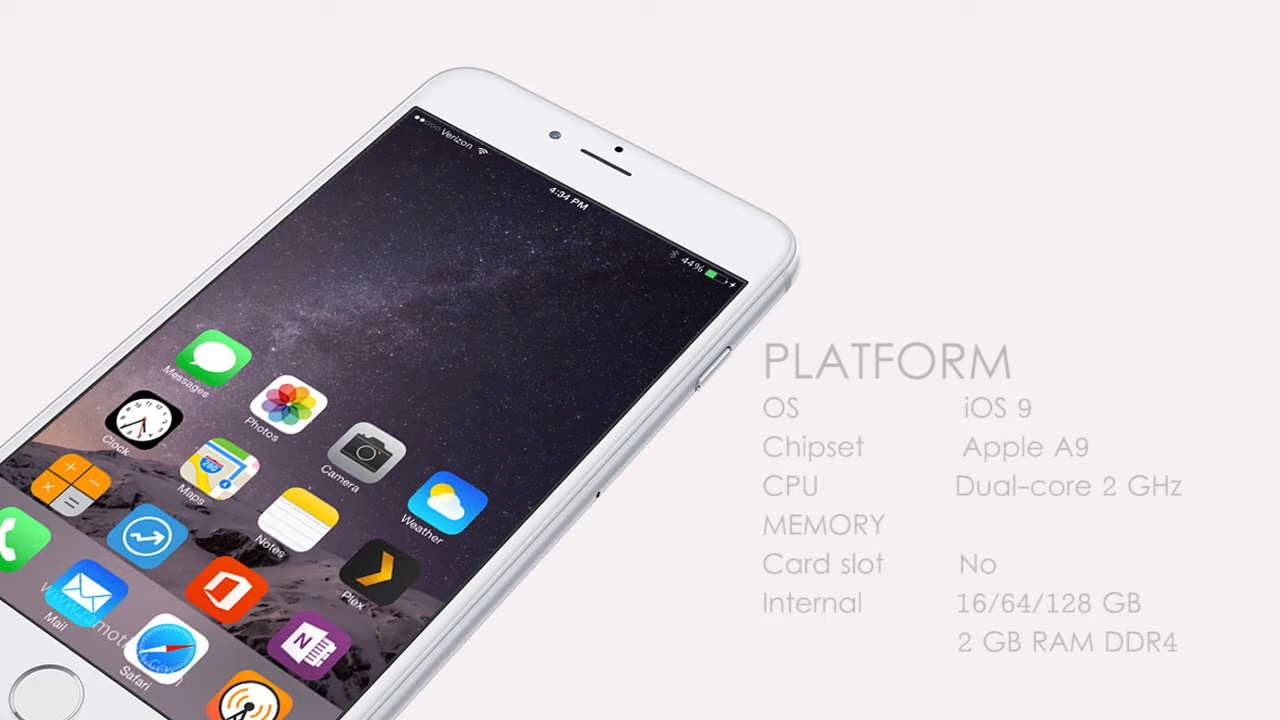 Verizon
4:34 PM
44%
Messages
Photos
Camera
Weather
Clock
12
Maps
280
Notes
Plex
N
Mail
Safari
PLATFORM
OS iOS 9
Chipset Apple A9
CPU Dual-core 2 GHz
MEMORY
Card slot No
Internal 16/64/128 GB
2 GB RAM DDR4